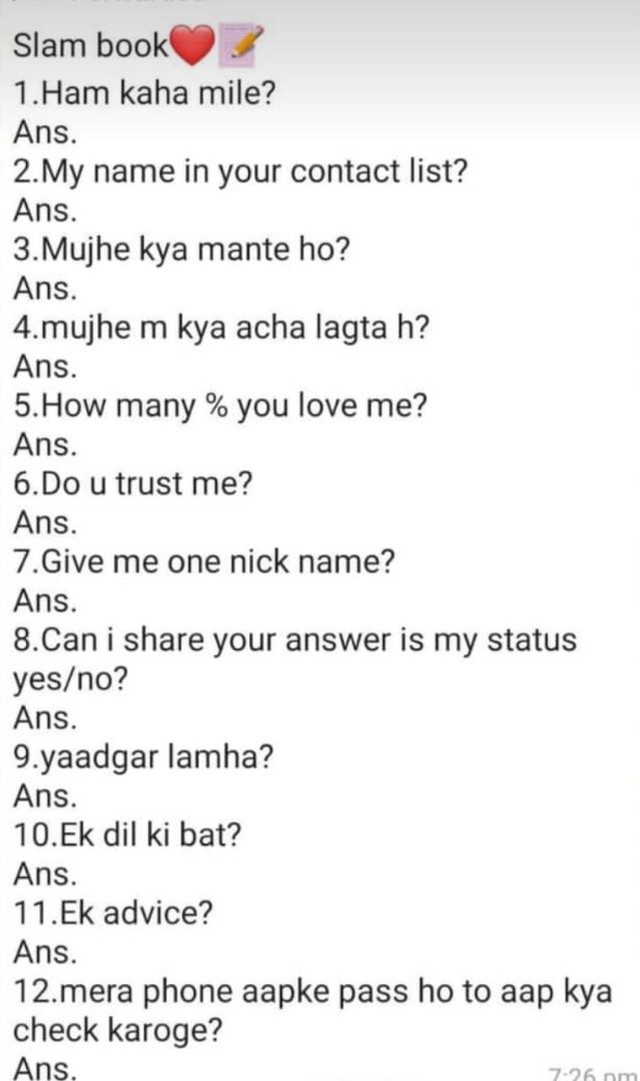 Slam book❤️📝
1.Ham kaha mile?
Ans.
2.My name in your contact list?
Ans.
3.Mujhe kya mante ho?
Ans.
4.mujhe m kya acha lagta h?
Ans.
5.How many % you love me?
Ans.
6.Do u trust me?
Ans.
7.Give me one nick name?
Ans.
8.Can i share your answer is my status
yes/no?
Ans.
9.yaadgar lamha?
Ans.
10.Ek dil ki bat?
Ans.
11.Ek advice?
Ans.
12.mera phone aapke pass ho to aap kya
check karoge?
Ans.
7:26 pm